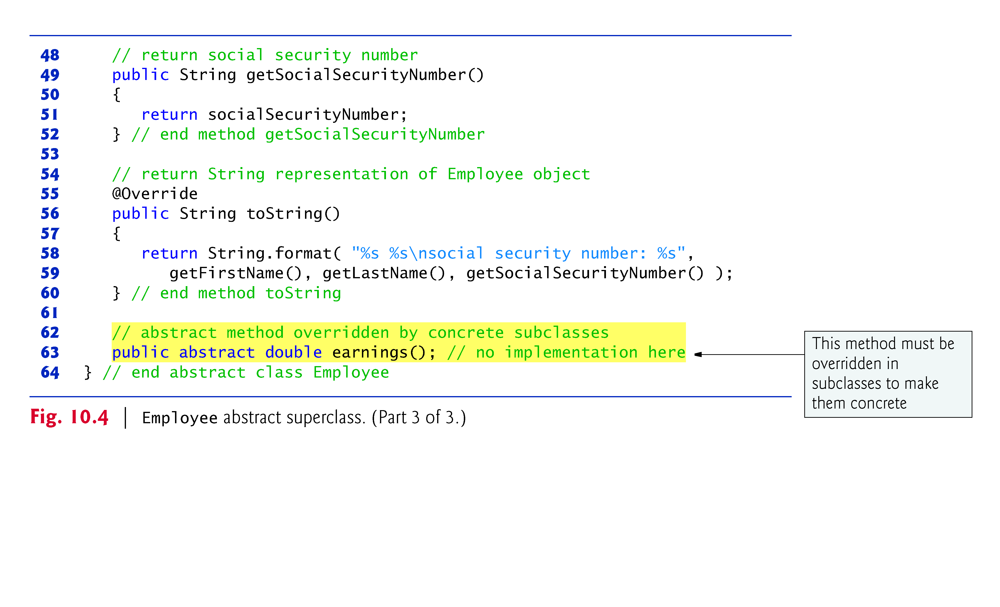 48 // return social security number
49 public String getSocialSecurityNumber()
50 {
51 return socialSecurityNumber;
52 } // end method getSocialSecurityNumber
53
54 // return String representation of Employee object
55 @Override
56 public String toString()
57 {
58 return String.format( "%s %s\nsocial security number: %s",
59 getFirstName(), getLastName(), getSocialSecurityNumber() );
60 } // end method toString
61
62 // abstract method overridden by concrete subclasses
63 public abstract double earnings(); // no implementation here
64 } // end abstract class Employee
This method must be
overridden in
subclasses to make
them concrete
Fig. 10.4 | Employee abstract superclass. (Part 3 of 3.)